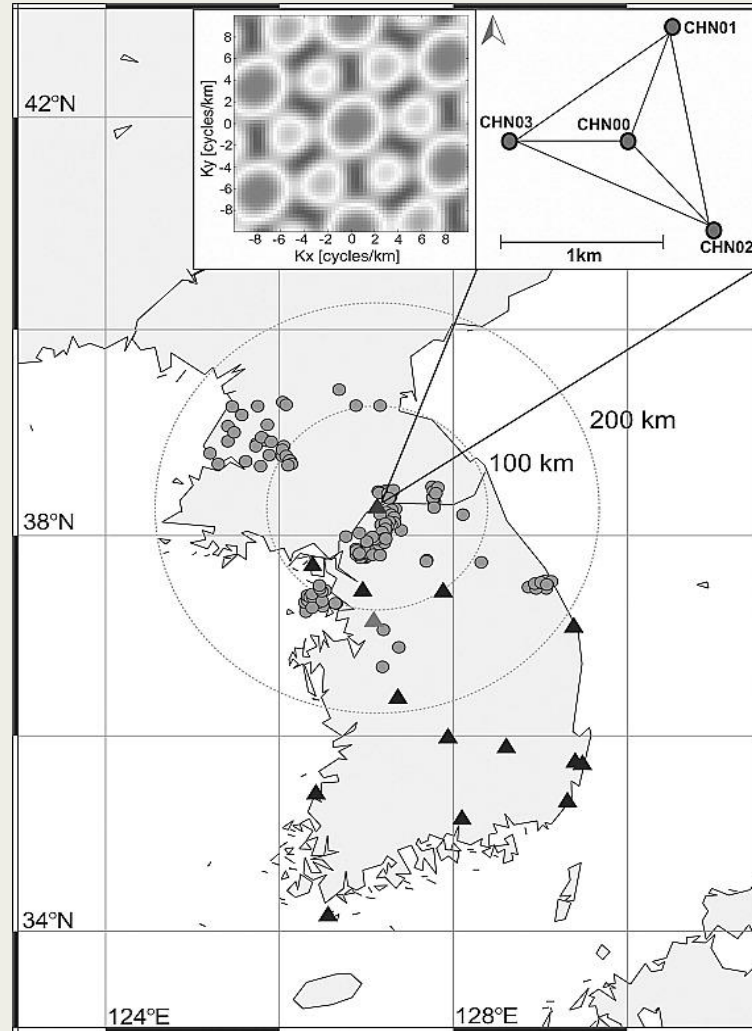 42°N
38°N
34°N
124°E
128°E
Ky [cycles/km]
8
6
4
2
0
-2
-4
-6
-8
-8 -6 -4 -2 0 2 4 6 8
Kx [cycles/km]
CHN01
CHN03
CHN00
CHN02
1km
200 km
100 km